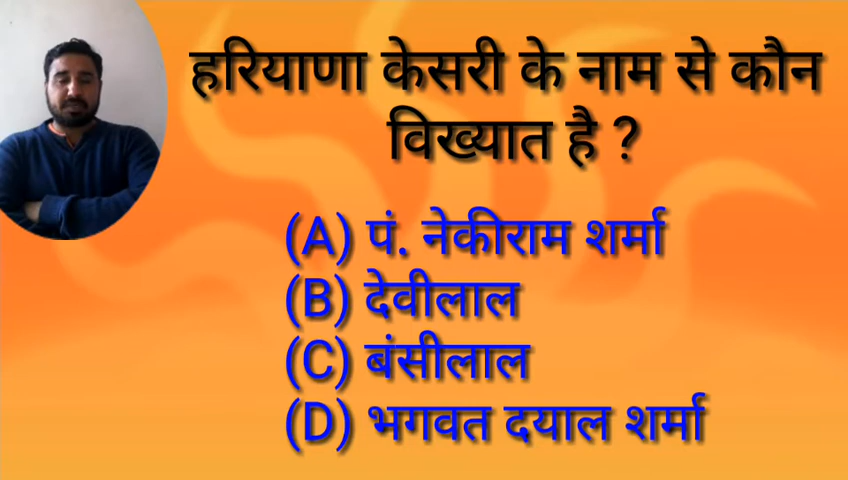 हरियाणा केसरी के नाम से कौन
विख्यात है ?
(A) पं. नेकीराम शर्मा
(B) देवीलाल
(C) बंसीलाल
(D) भगवत दयाल शर्मा